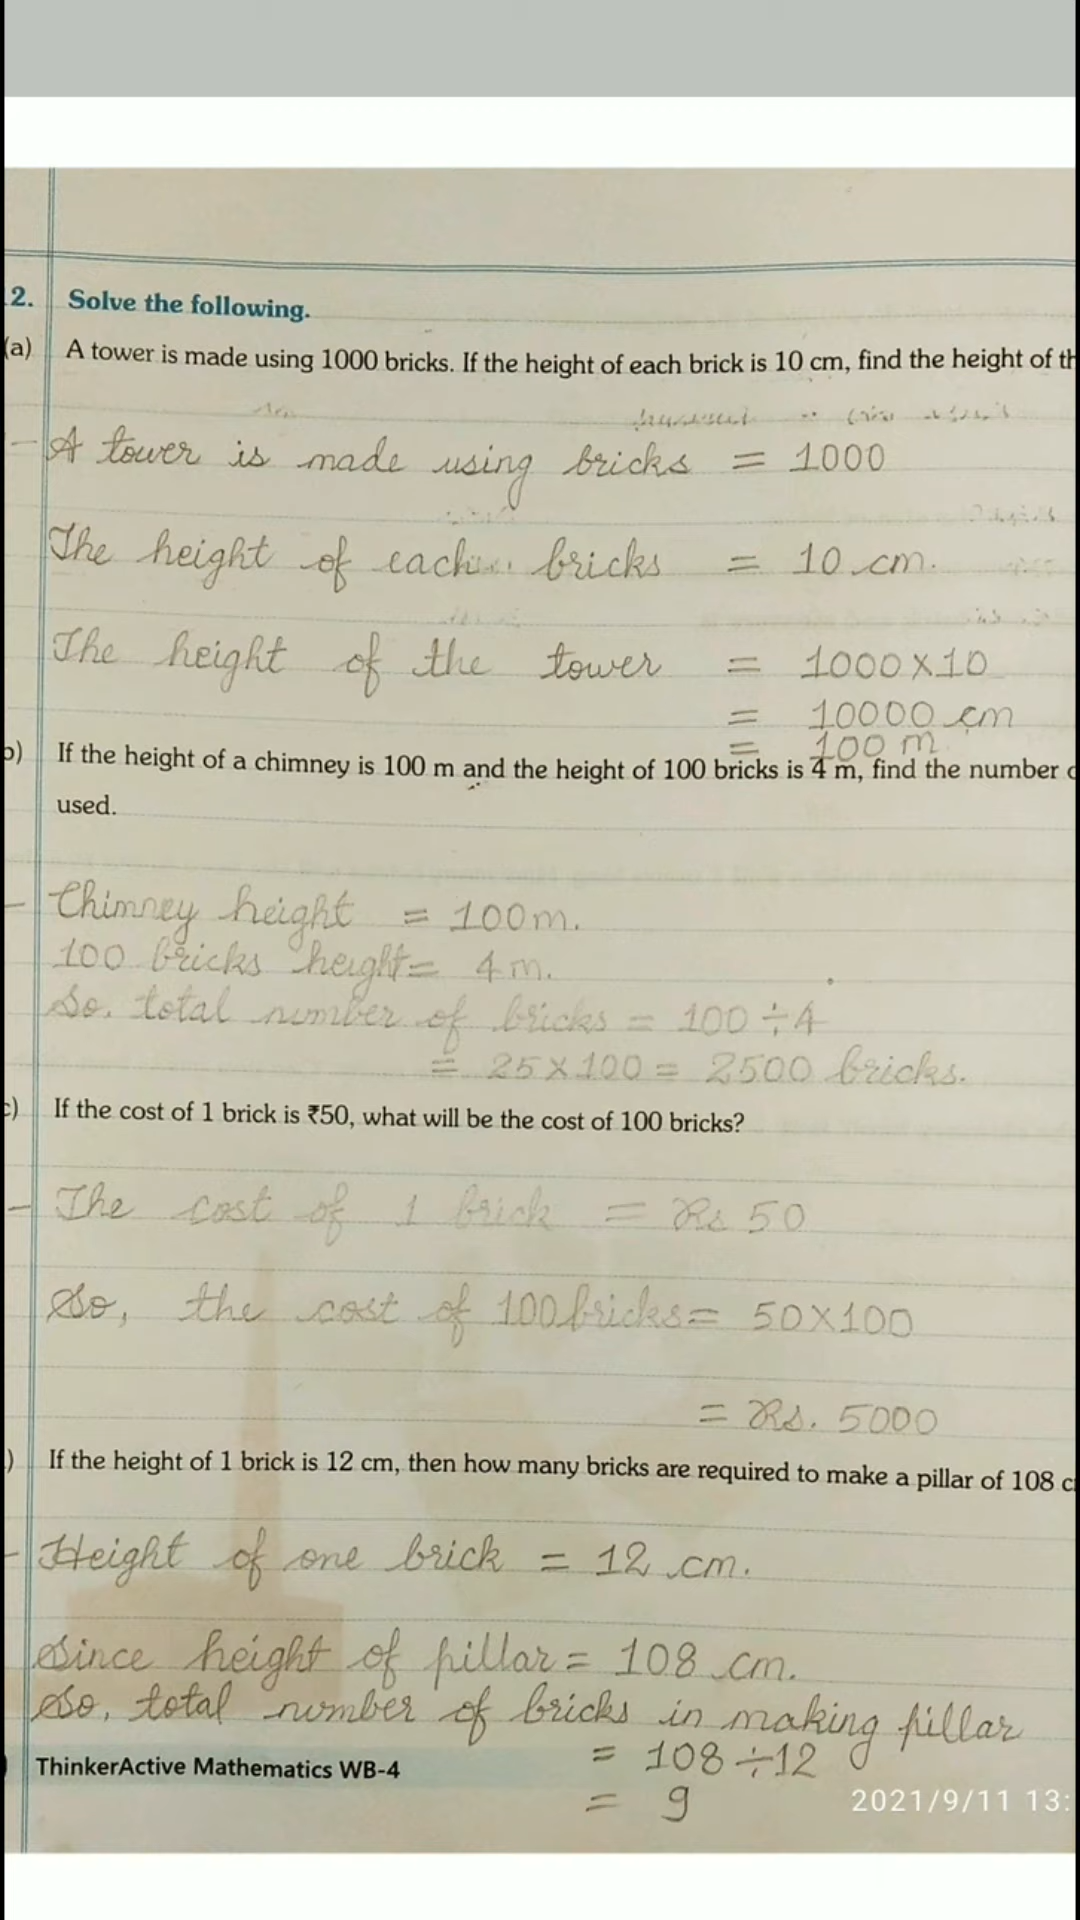 2. Solve the following.
(a) A tower is made using 1000 bricks. If the height of each brick is 10 cm, find the height of th
- A tower is made using bricks = 1000
The height of each bricks = 10 cm.
The height of the tower = 1000 x 10
= 10000 cm
= 100 m
b) If the height of a chimney is 100 m and the height of 100 bricks is 4 m, find the number
used.
- Chimney height = 100m.
100 bricks height = 4 m.
So, total number of bricks = 100 ÷ 4
= 25 x 100 = 2500 bricks.
c) If the cost of 1 brick is ₹50, what will be the cost of 100 bricks?
- The cost of 1 brick = Rs 50
So, the cost of 100 bricks = 50 x 100
= Rs. 5000
) If the height of 1 brick is 12 cm, then how many bricks are required to make a pillar of 108 c
- Height of one brick = 12 cm.
Since height of pillar = 108 cm.
So, total number of bricks in making pillar
= 108 ÷ 12
= 9
ThinkerActive Mathematics WB-4
2021/9/11 13: